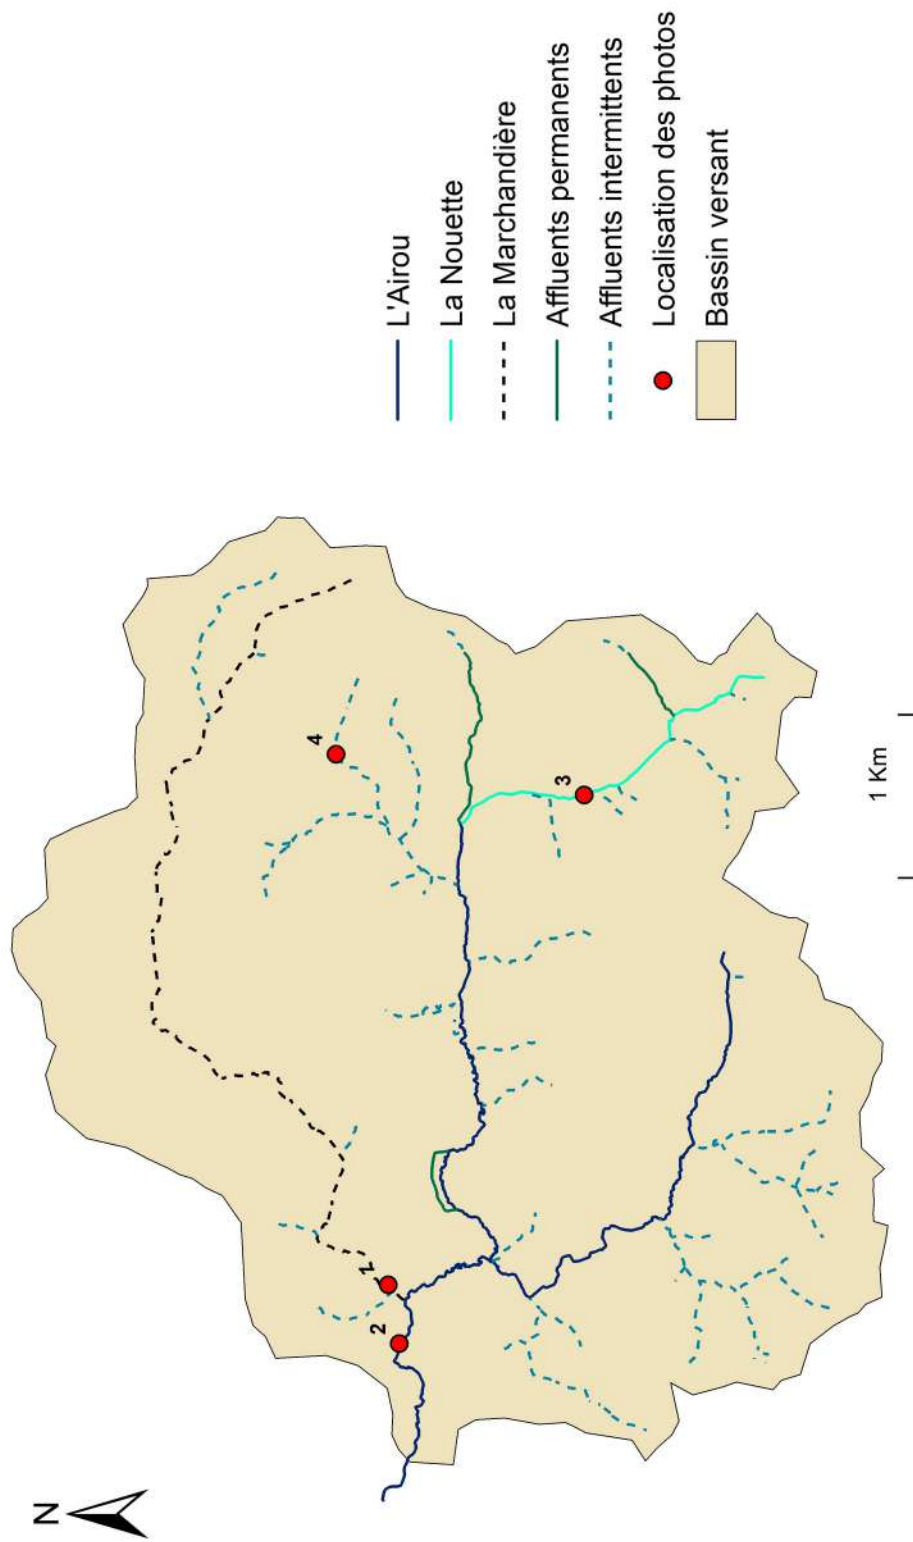 N
2
1
4
3
1 Km
L'Airou
La Nouette
La Marchandière
Affluents permanents
Affluents intermittents
Localisation des photos
Bassin versant